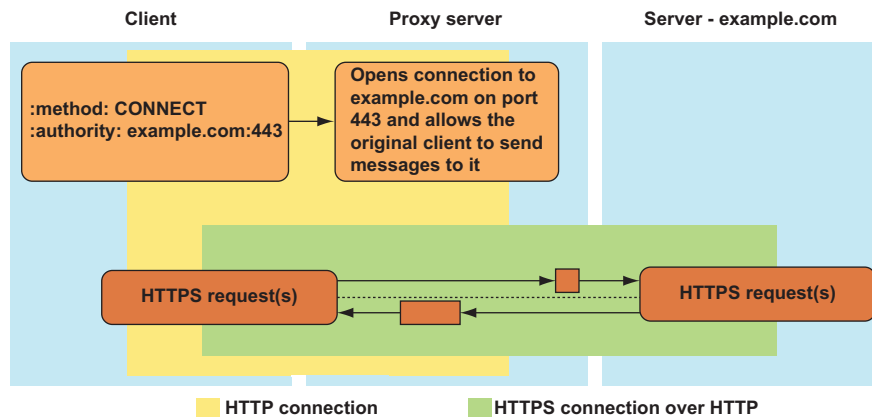 Client
Proxy server
Server - example.com
:method: CONNECT
:authority: example.com:443
Opens connection to
example.com on port
443 and allows the
original client to send
messages to it
HTTPS request(s)
HTTPS request(s)
HTTP connection
HTTPS connection over HTTP